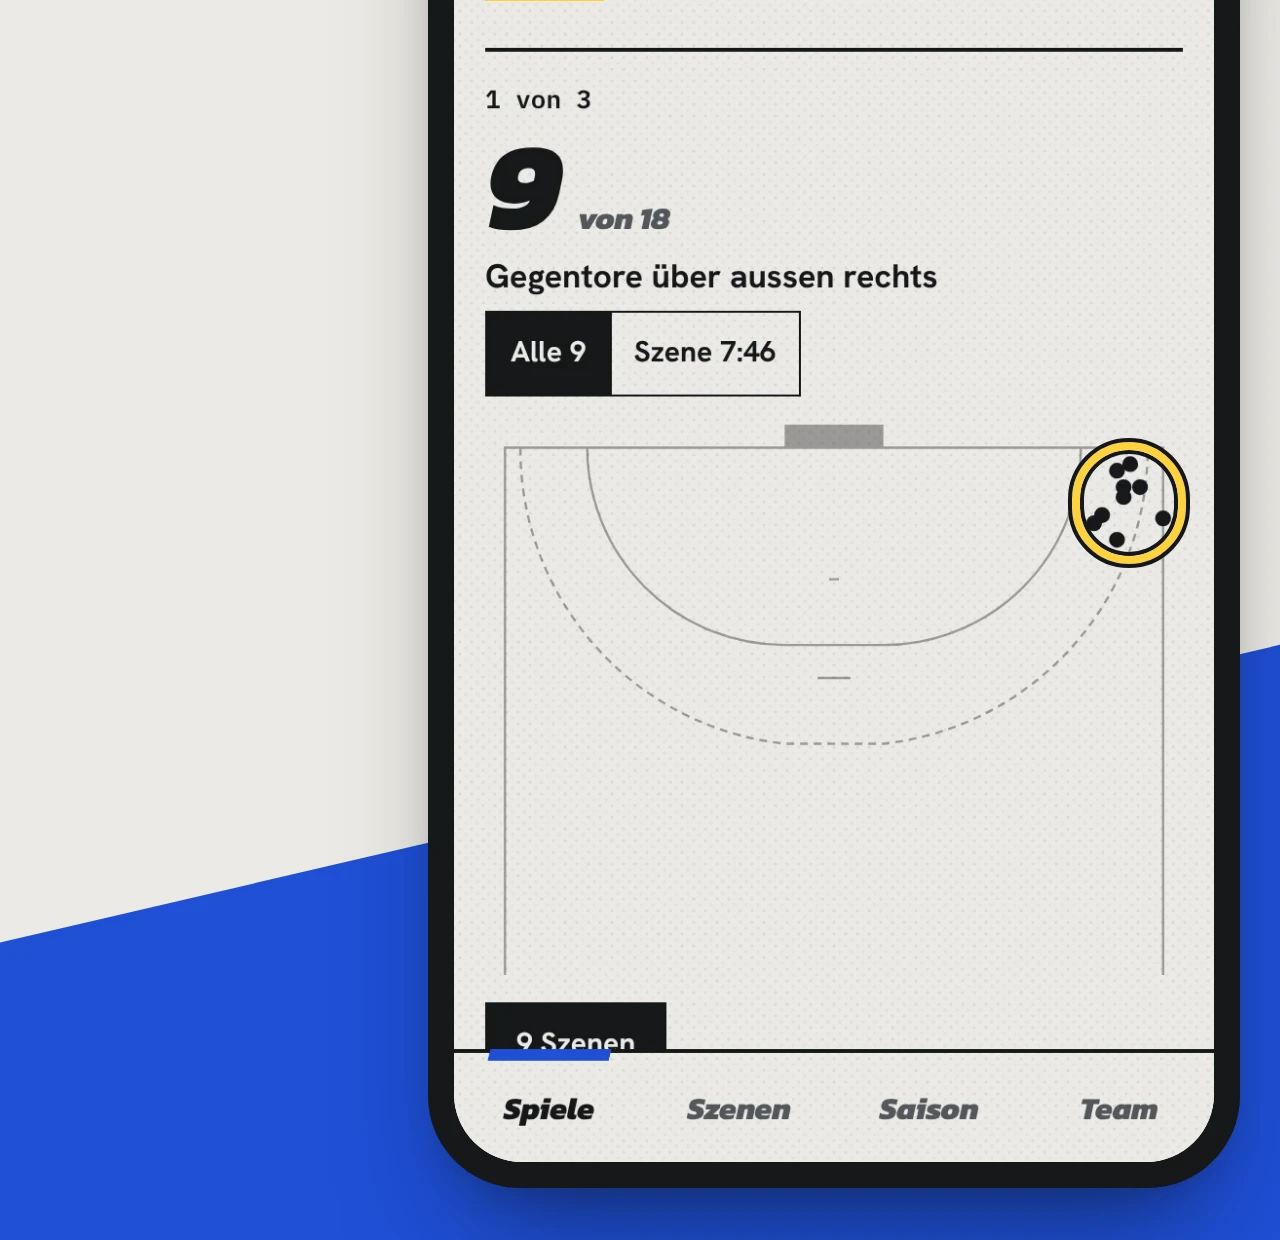 1 von 3
9 von 18
Gegentore über aussen rechts
Alle 9 Szene 7:46
9 Szenen
Spiele Szenen Saison Team